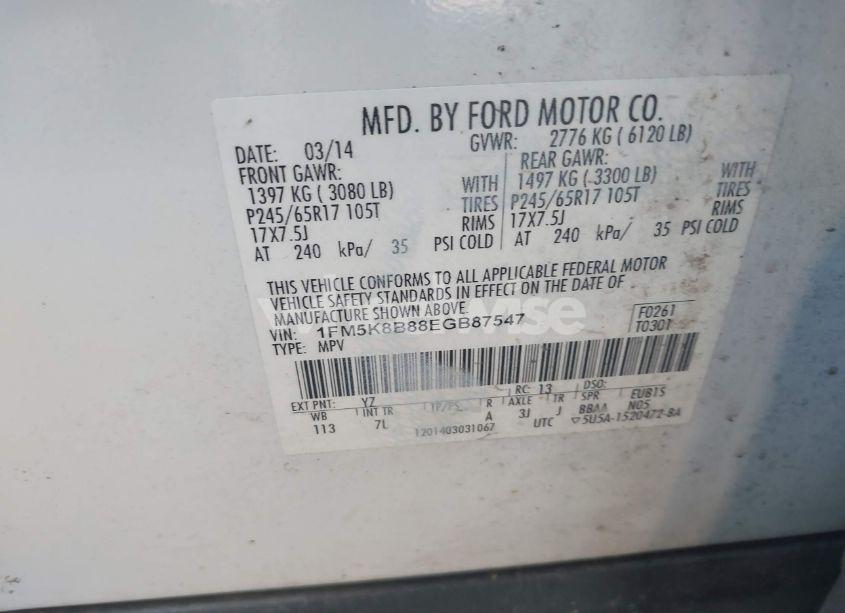 MFD. BY FORD MOTOR CO.
DATE: 03/14 GVWR: 2776 KG ( 6120 LB)
FRONT GAWR: REAR GAWR:
1397 KG ( 3080 LB) WITH 1497 KG ( 3300 LB) WITH
P245/65R17 105T TIRES P245/65R17 105T TIRES
17X7.5J RIMS 17X7.5J RIMS
AT 240 kPa/ 35 PSI COLD AT 240 kPa/ 35 PSI COLD
THIS VEHICLE CONFORMS TO ALL APPLICABLE FEDERAL MOTOR
VEHICLE SAFETY STANDARDS IN EFFECT ON THE DATE OF
MANUFACTURE SHOWN ABOVE.
VIN: 1FM5K8B88EGB87547 F0261
TYPE: MPV T0301
EXT PNT: YZ RC: 13 DSO:
WB INT TR TP/PS R AXLE TR SPR EUB1S
113 7L A 3J J BBAA N05
1201403031067 UTC 5U5A-1520472-BA